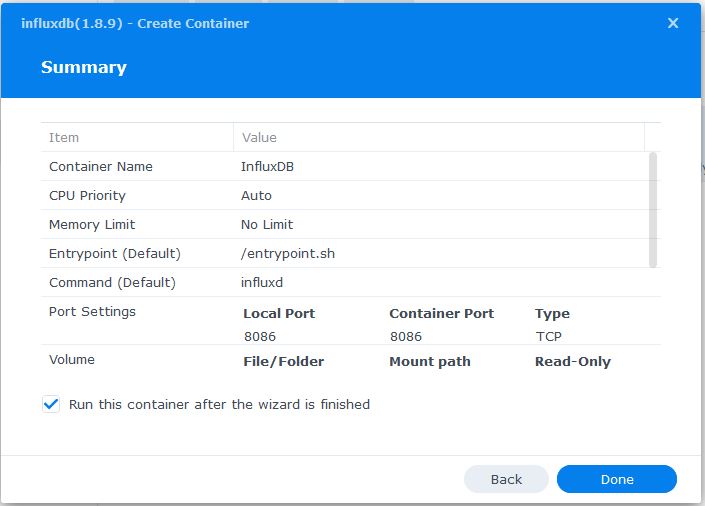 influxdb(1.8.9) - Create Container
Summary
Item Value
Container Name InfluxDB
CPU Priority Auto
Memory Limit No Limit
Entrypoint (Default) /entrypoint.sh
Command (Default) influxd
Port Settings Local Port Container Port Type
8086 8086 TCP
Volume File/Folder Mount path Read-Only
Run this container after the wizard is finished
Back Done